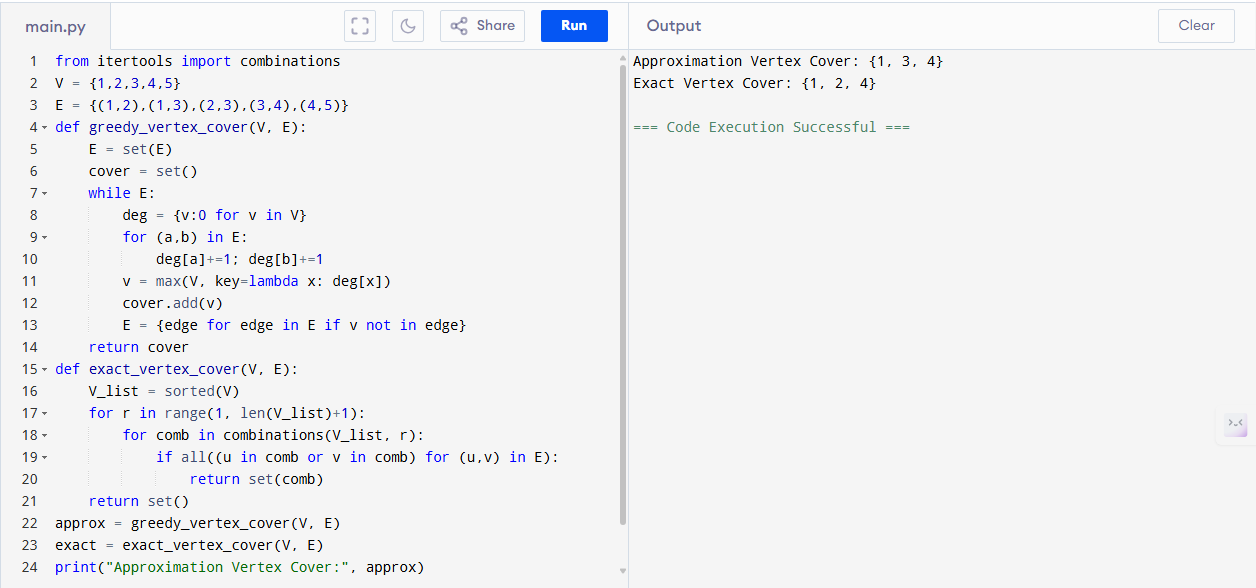 main.py
Share
Run
Output
Clear
1 from itertools import combinations
2 V = {1,2,3,4,5}
3 E = {(1,2),(1,3),(2,3),(3,4),(4,5)}
4 def greedy_vertex_cover(V, E):
5     E = set(E)
6     cover = set()
7     while E:
8         deg = {v:0 for v in V}
9         for (a,b) in E:
10             deg[a]+=1; deg[b]+=1
11         v = max(V, key=lambda x: deg[x])
12         cover.add(v)
13         E = {edge for edge in E if v not in edge}
14     return cover
15 def exact_vertex_cover(V, E):
16     V_list = sorted(V)
17     for r in range(1, len(V_list)+1):
18         for comb in combinations(V_list, r):
19             if all((u in comb or v in comb) for (u,v) in E):
20                 return set(comb)
21     return set()
22 approx = greedy_vertex_cover(V, E)
23 exact = exact_vertex_cover(V, E)
24 print("Approximation Vertex Cover:", approx)
Approximation Vertex Cover: {1, 3, 4}
Exact Vertex Cover: {1, 2, 4}
=== Code Execution Successful ===